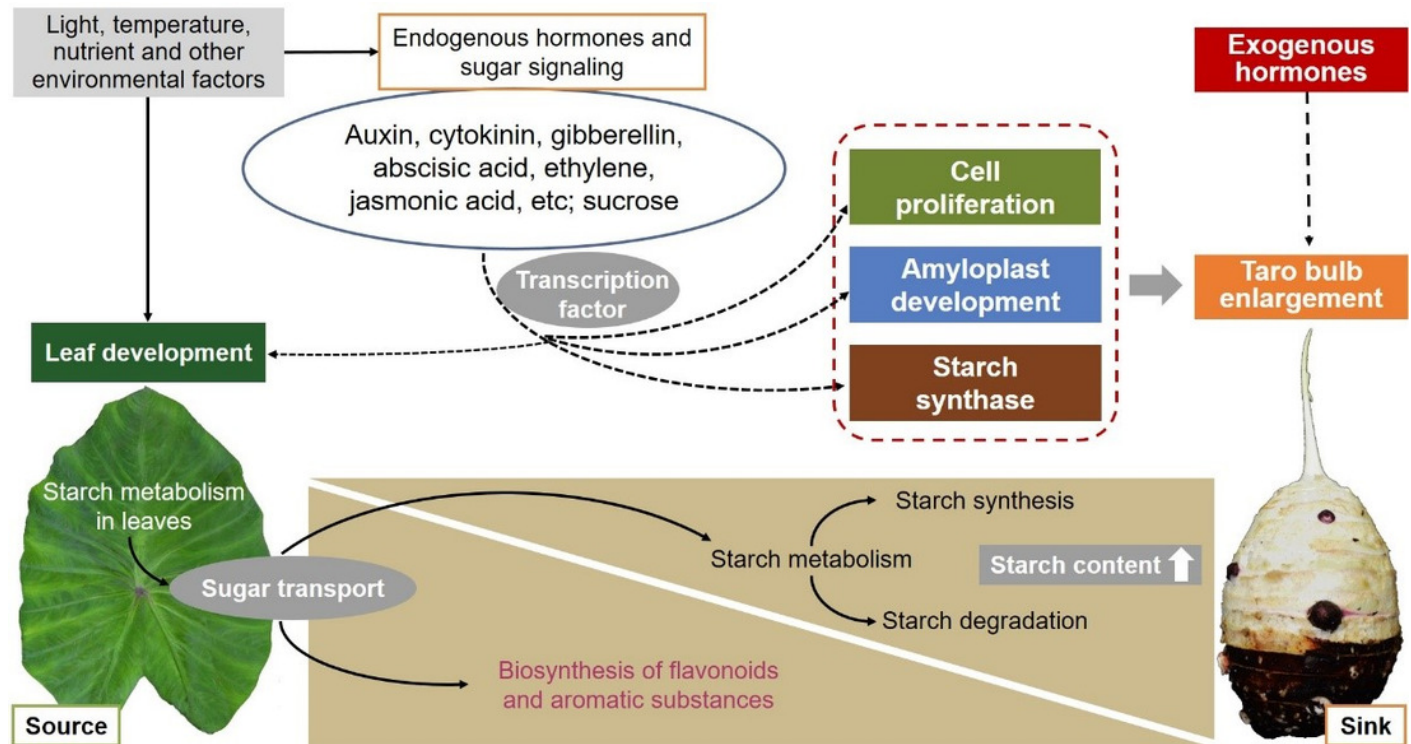 Light, temperature,
nutrient and other
environmental factors
Endogenous hormones and
sugar signaling
Exogenous
hormones
Auxin, cytokinin, gibberellin,
abscisic acid, ethylene,
jasmonic acid, etc; sucrose
Cell
proliferation
Transcription
factor
Amyloplast
development
Taro bulb
enlargement
Leaf development
Starch
synthase
Starch metabolism
in leaves
Sugar transport
Starch synthesis
Starch metabolism
Starch content
Starch degradation
Biosynthesis of flavonoids
and aromatic substances
Source
Sink